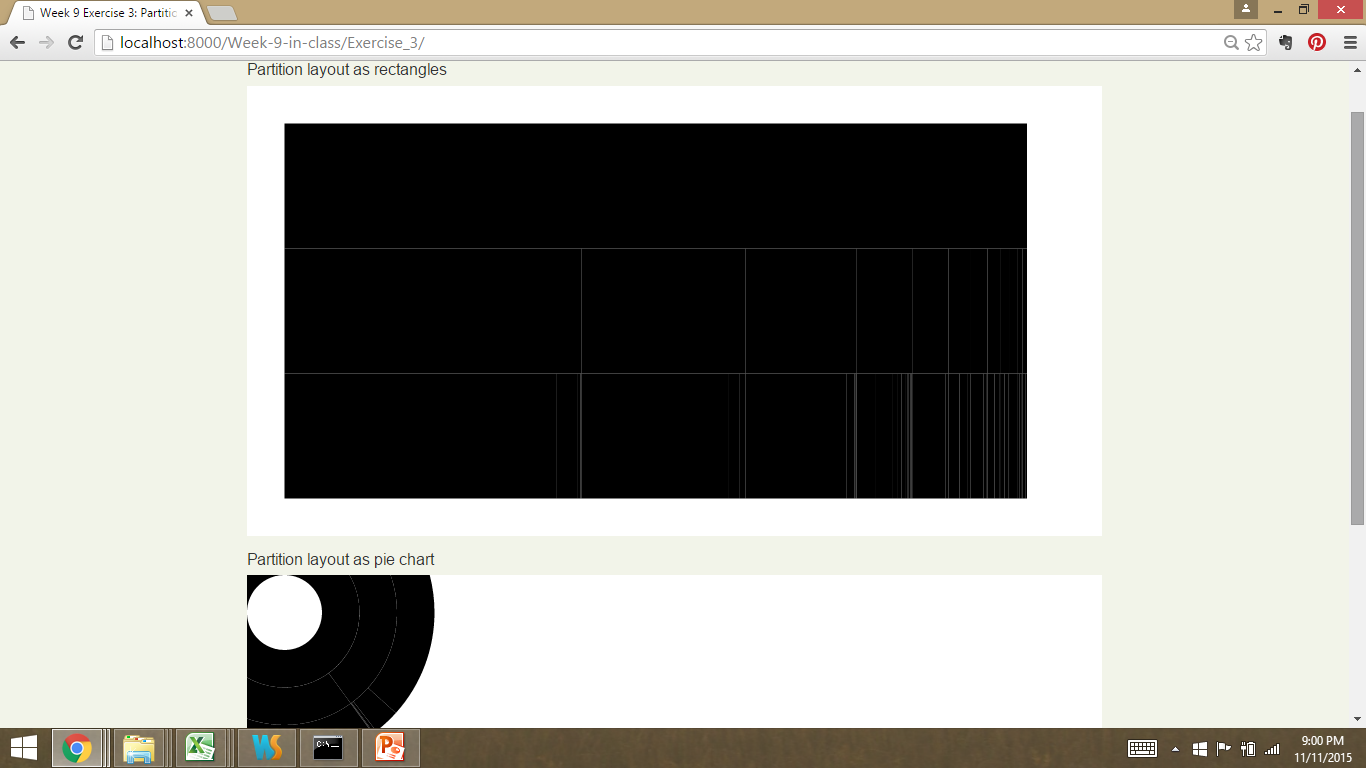 Week 9 Exercise 3: Partitic
localhost:8000/Week-9-in-class/Exercise_3/
Partition layout as rectangles
Partition layout as pie chart
9:00 PM
11/11/2015